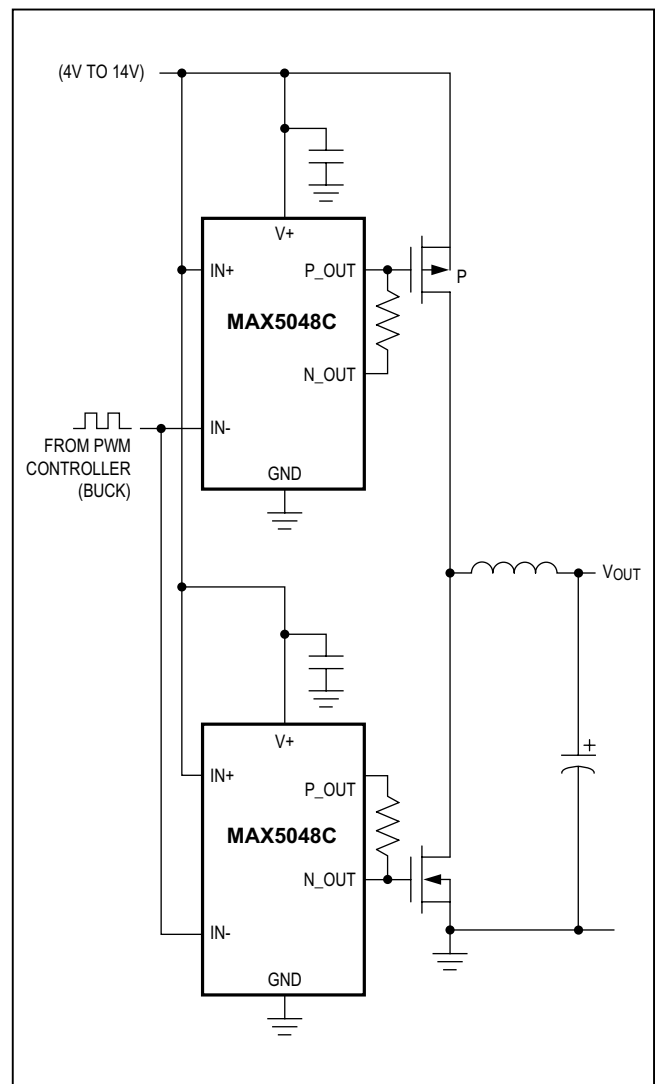 (4V TO 14V)
V+
IN+
P_OUT
P
MAX5048C
N_OUT
IN-
FROM PWM
CONTROLLER
(BUCK)
GND
VOUT
V+
IN+
P_OUT
+
MAX5048C
N_OUT
IN-
GND